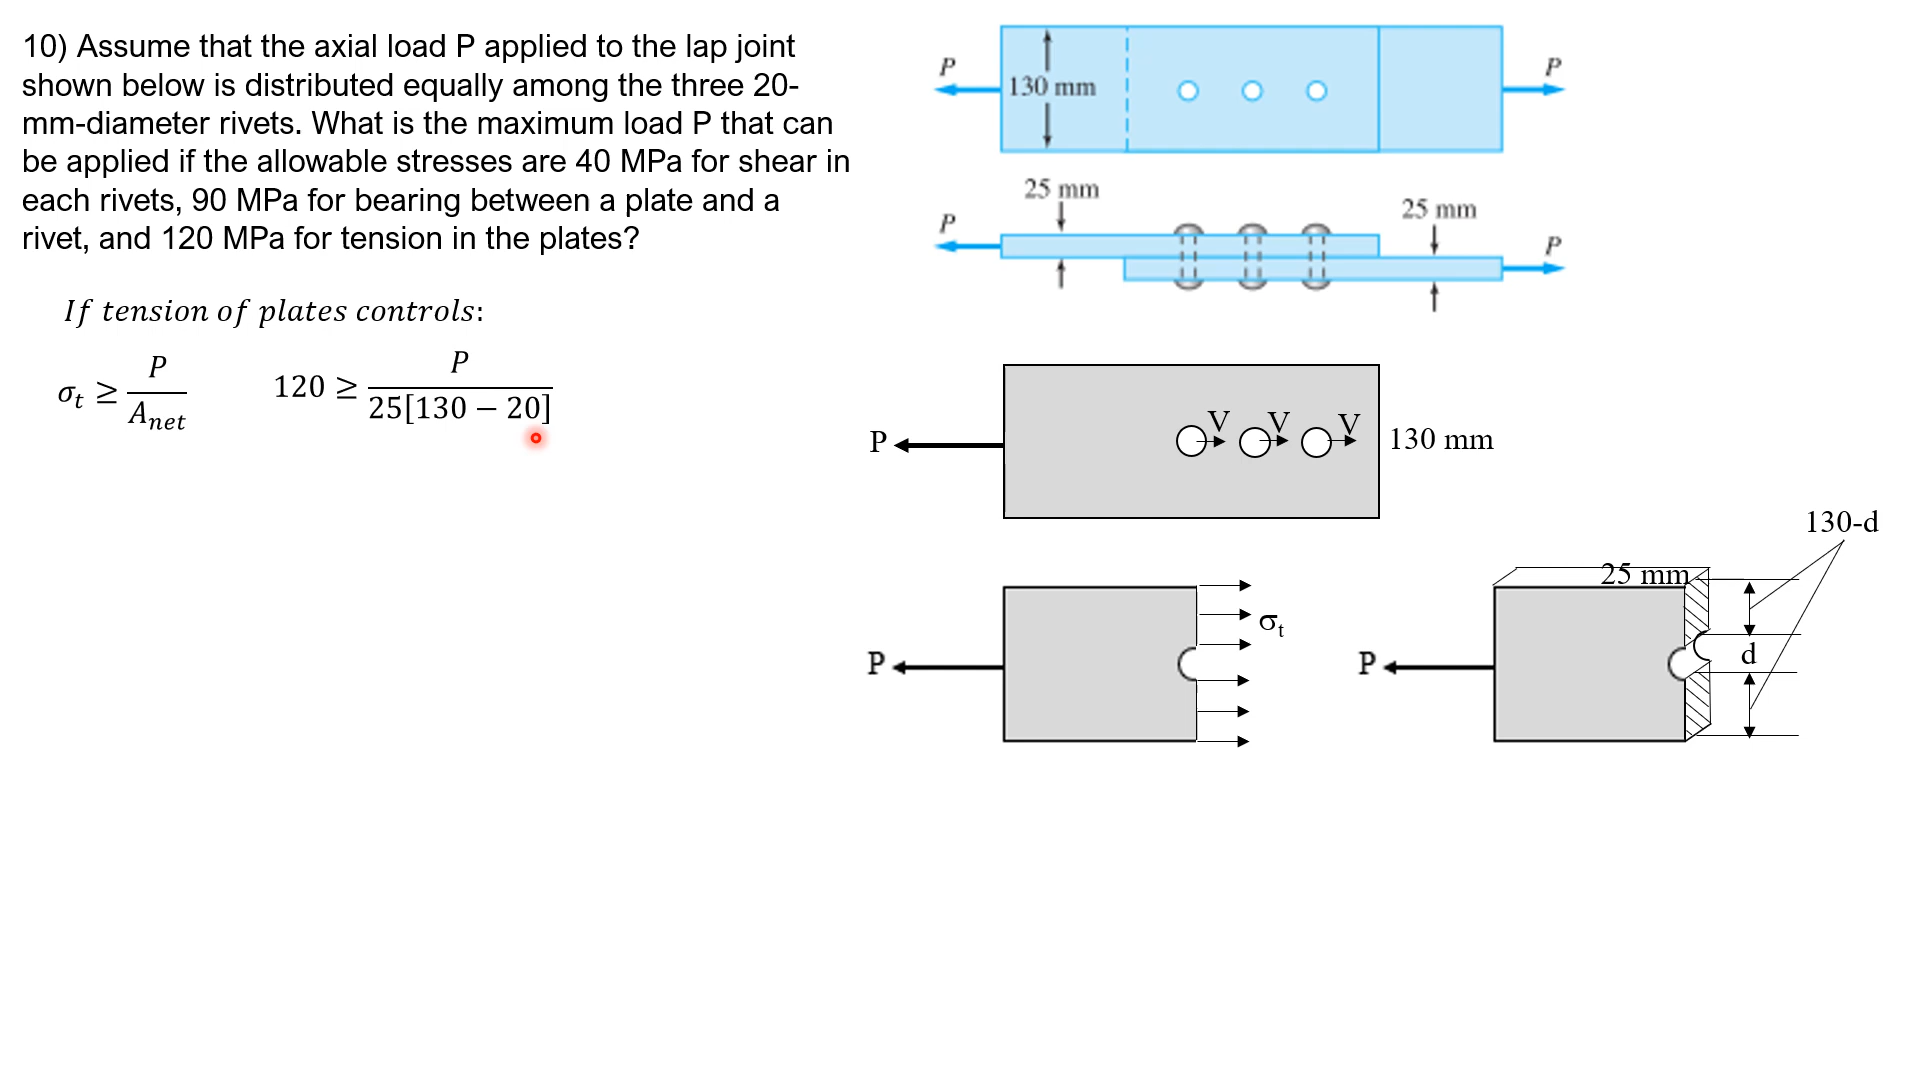 10) Assume that the axial load P applied to the lap joint
shown below is distributed equally among the three 20-
mm-diameter rivets. What is the maximum load P that can
be applied if the allowable stresses are 40 MPa for shear in
each rivets, 90 MPa for bearing between a plate and a
rivet, and 120 MPa for tension in the plates?
If tension of plates controls:
σt ≥ P / Anet
120 ≥ P / 25[130 − 20]
P
130 mm
P
25 mm
25 mm
P
P
V V V
P
130 mm
130-d
25 mm
σt
P
P
d